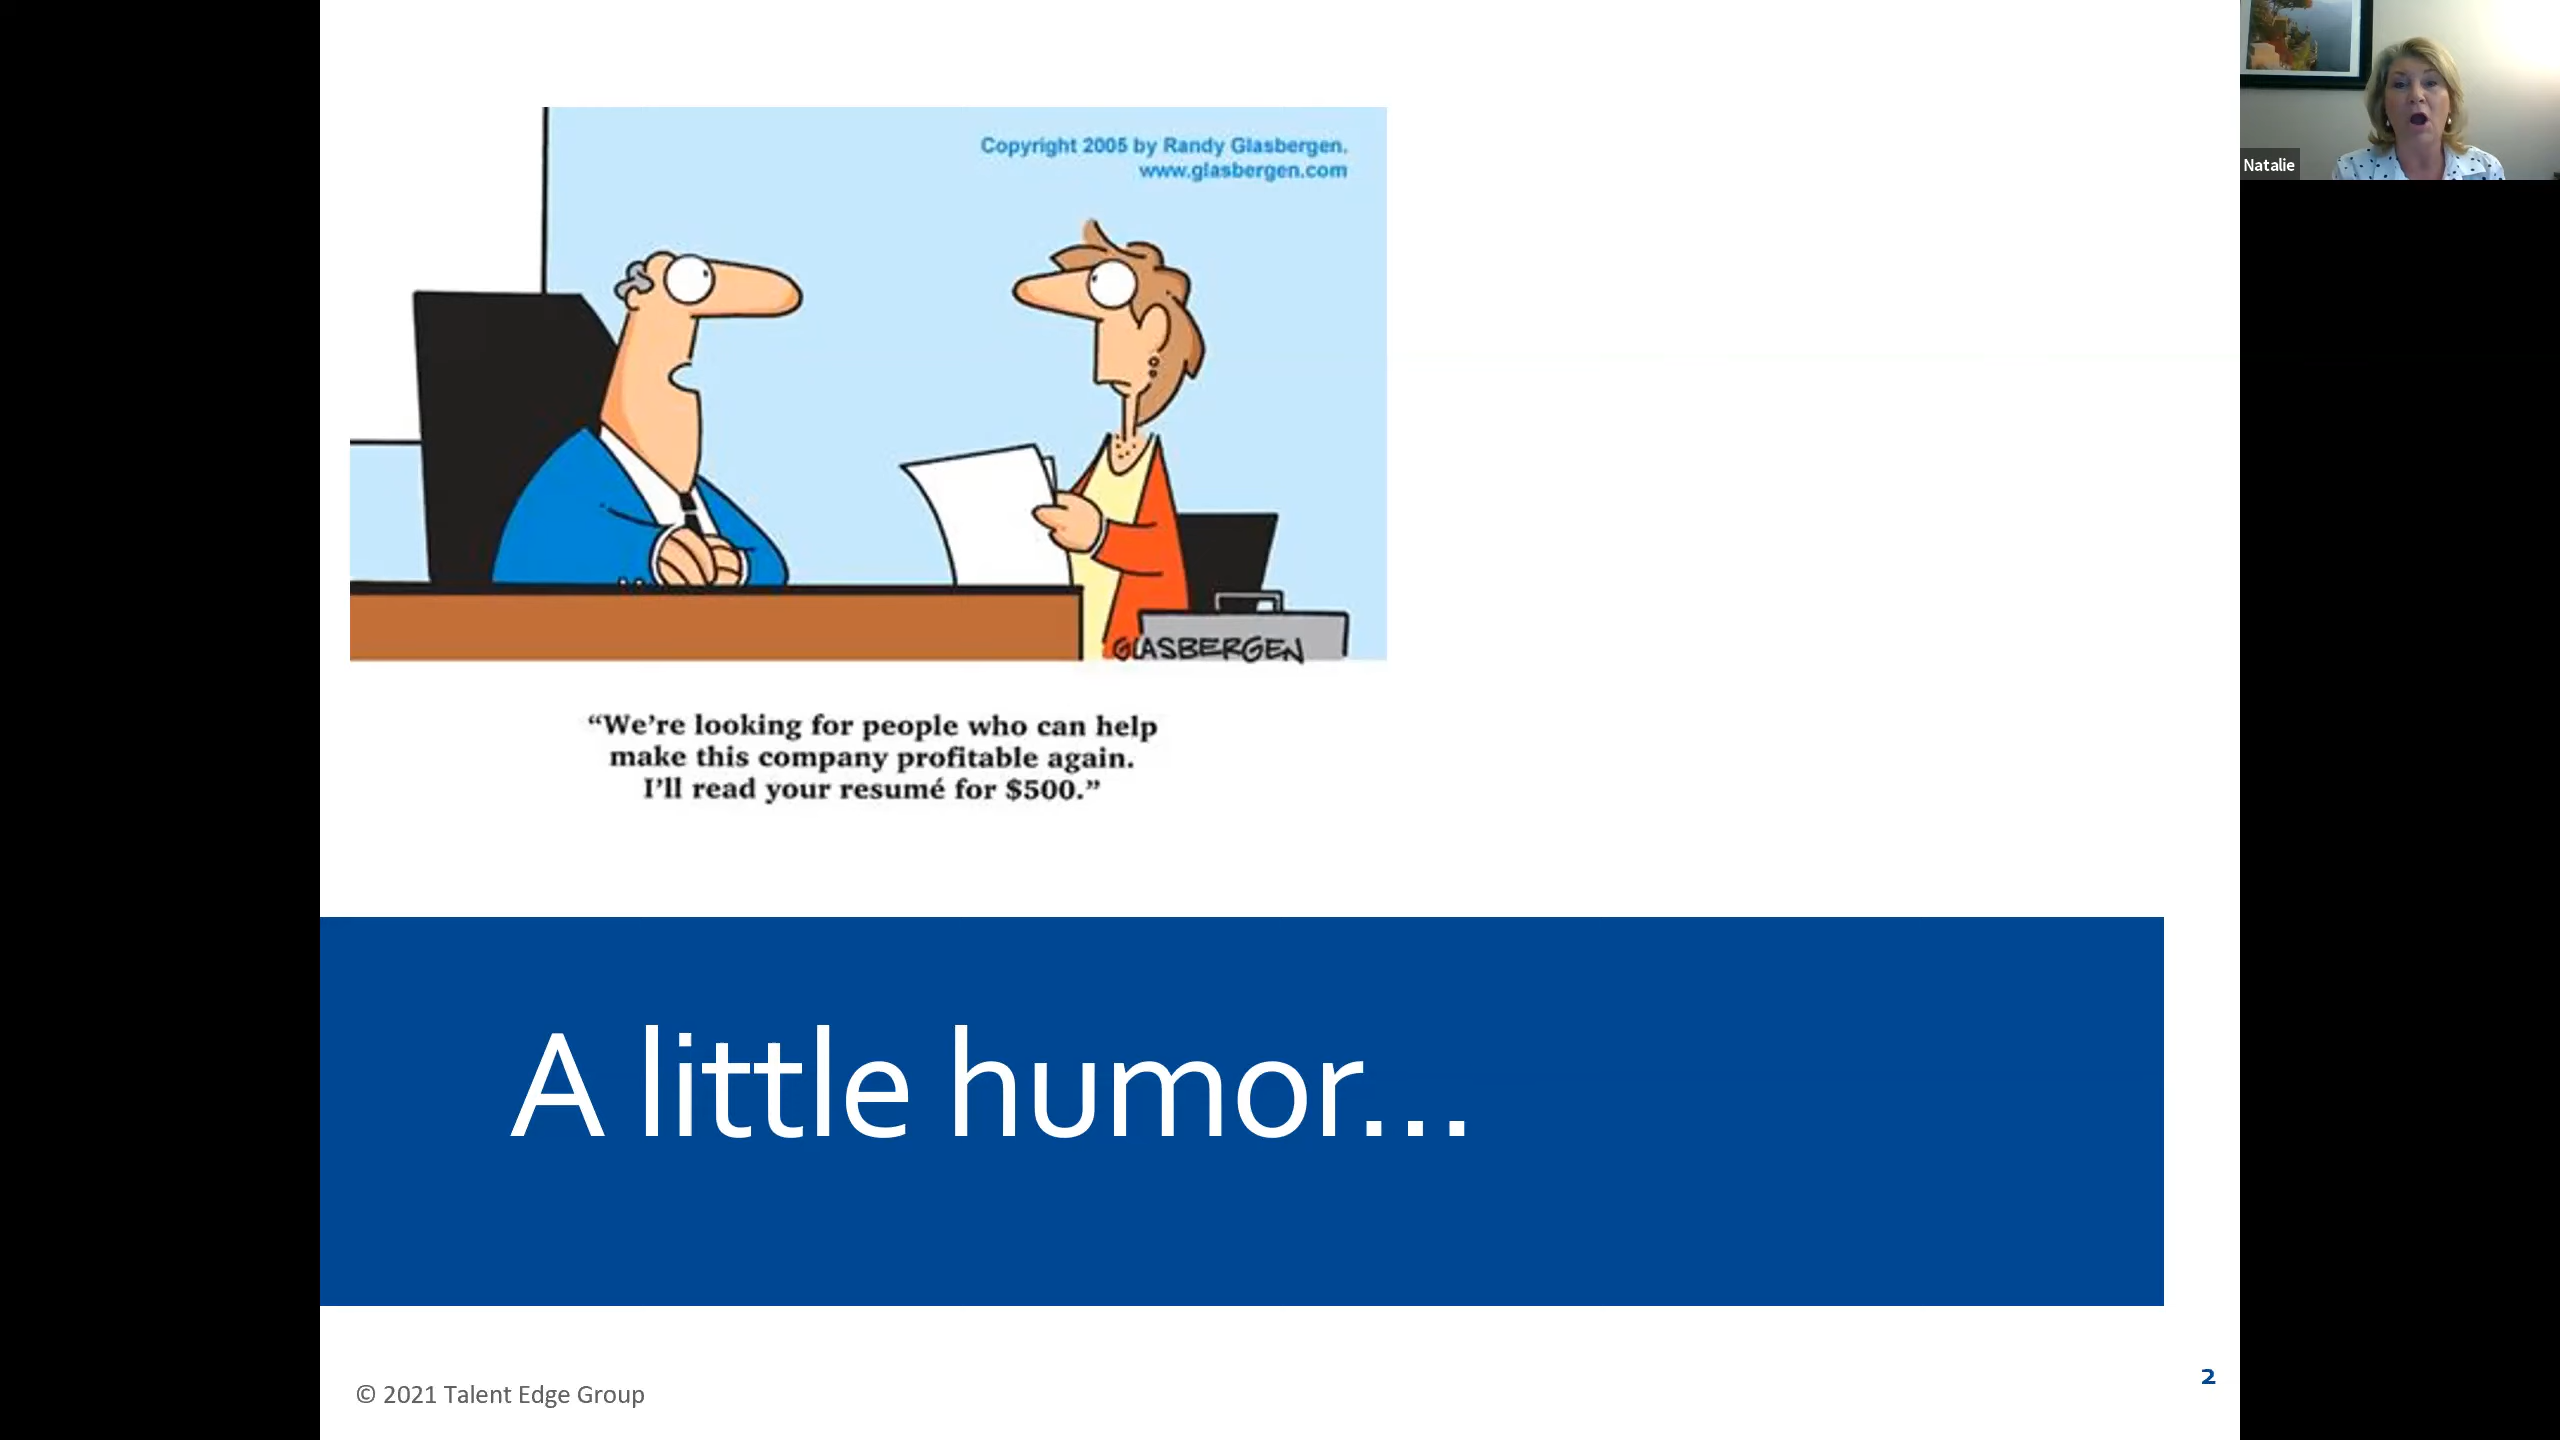 Copyright 2005 by Randy Glasbergen.
www.glasbergen.com
Natalie
GLASBERGEN
“We’re looking for people who can help
make this company profitable again.
I’ll read your resumé for $500.”
A little humor...
© 2021 Talent Edge Group
2